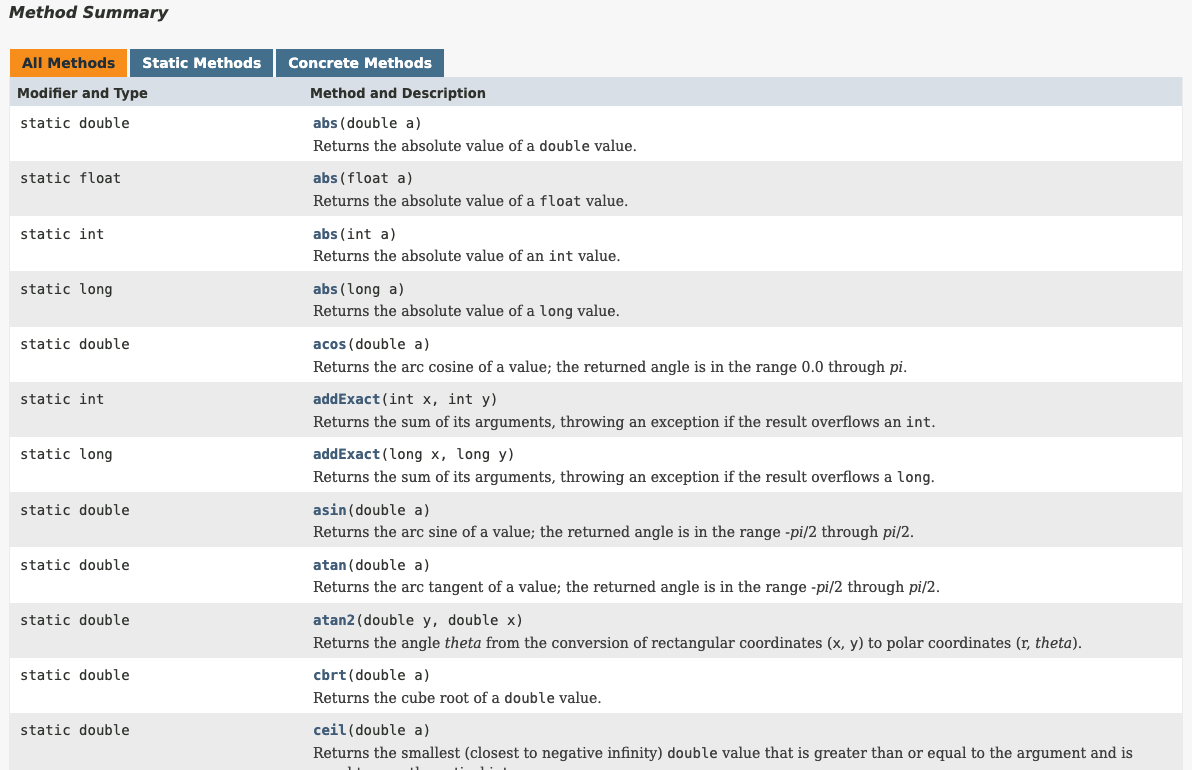 Method Summary
All Methods Static Methods Concrete Methods
Modifier and Type Method and Description
static double abs(double a)
Returns the absolute value of a double value.
static float abs(float a)
Returns the absolute value of a float value.
static int abs(int a)
Returns the absolute value of an int value.
static long abs(long a)
Returns the absolute value of a long value.
static double acos(double a)
Returns the arc cosine of a value; the returned angle is in the range 0.0 through pi.
static int addExact(int x, int y)
Returns the sum of its arguments, throwing an exception if the result overflows an int.
static long addExact(long x, long y)
Returns the sum of its arguments, throwing an exception if the result overflows a long.
static double asin(double a)
Returns the arc sine of a value; the returned angle is in the range -pi/2 through pi/2.
static double atan(double a)
Returns the arc tangent of a value; the returned angle is in the range -pi/2 through pi/2.
static double atan2(double y, double x)
Returns the angle theta from the conversion of rectangular coordinates (x, y) to polar coordinates (r, theta).
static double cbrt(double a)
Returns the cube root of a double value.
static double ceil(double a)
Returns the smallest (closest to negative infinity) double value that is greater than or equal to the argument and is